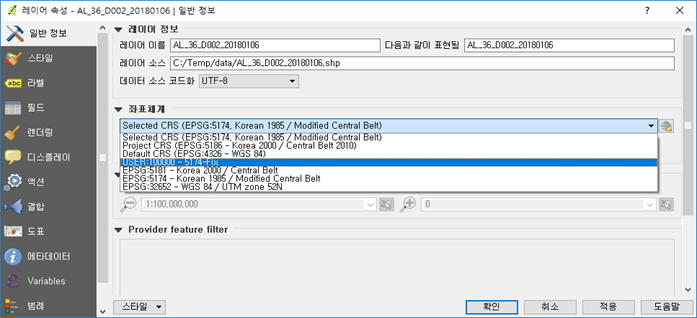 레이어 속성 - AL_36_D002_20180106 | 일반 정보
일반 정보
스타일
abc 라벨
필드
렌더링
디스플레이
액션
결합
도표
메타데이터
Variables
범례
레이어 정보
레이어 이름 AL_36_D002_20180106 다음과 같이 표현됨 AL_36_D002_20180106
레이어 소스 C:/Temp/data/AL_36_D002_20180106.shp
데이터 소스 코드화 UTF-8
좌표체계
Selected CRS (EPSG:5174, Korean 1985 / Modified Central Belt)
Selected CRS (EPSG:5174, Korean 1985 / Modified Central Belt)
Project CRS (EPSG:5186 - Korea 2000 / Central Belt 2010)
Default CRS (EPSG:4326 - WGS 84)
USER:100000 - 5174-Fix
EPSG:5181 - Korea 2000 / Central Belt
EPSG:5174 - Korean 1985 / Modified Central Belt
EPSG:32652 - WGS 84 / UTM zone 52N
1:100,000,000 0
Provider feature filter
스타일 확인 취소 적용 도움말